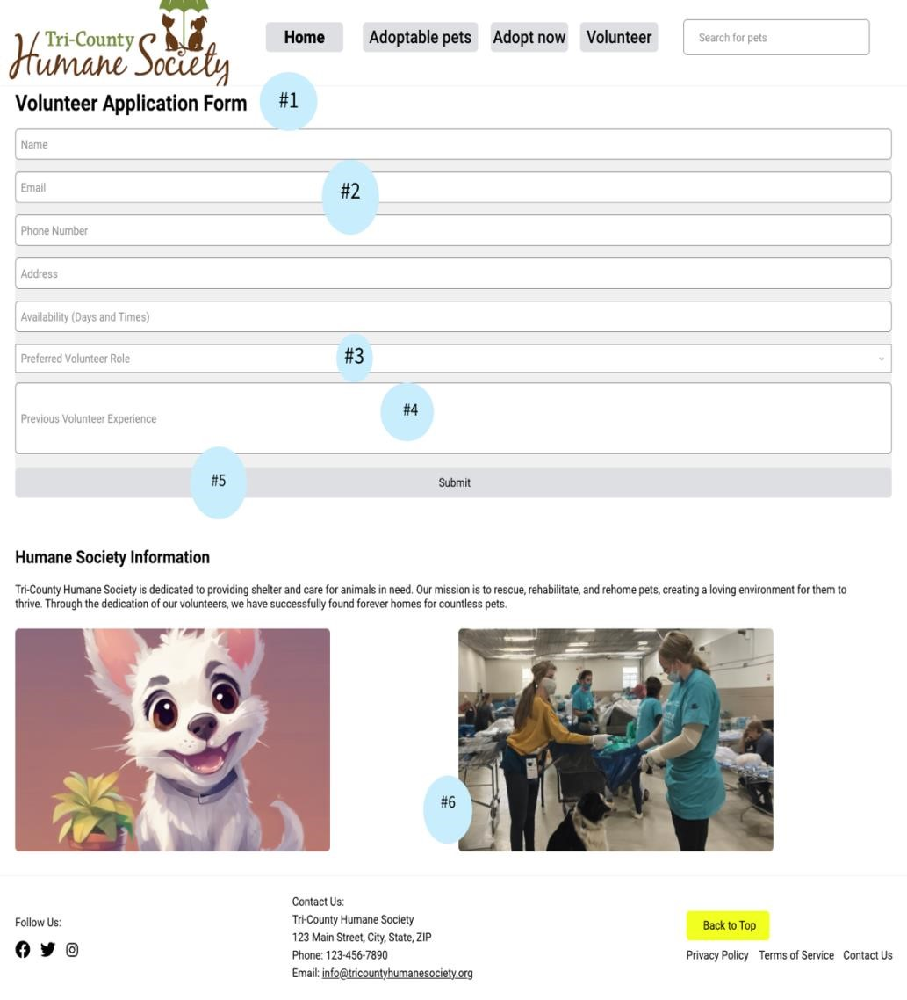 Tri-County
Humane Society
Home
Adoptable pets
Adopt now
Volunteer
Search for pets
Volunteer Application Form
#1
Name
Email
#2
Phone Number
Address
Availability (Days and Times)
Preferred Volunteer Role
#3
Previous Volunteer Experience
#4
#5
Submit
Humane Society Information
Tri-County Humane Society is dedicated to providing shelter and care for animals in need. Our mission is to rescue, rehabilitate, and rehome pets, creating a loving environment for them to
thrive. Through the dedication of our volunteers, we have successfully found forever homes for countless pets.
#6
Follow Us:
Contact Us:
Tri-County Humane Society
123 Main Street, City, State, ZIP
Phone: 123-456-7890
Email: info@tricountyhumanesociety.org
Back to Top
Privacy Policy Terms of Service Contact Us